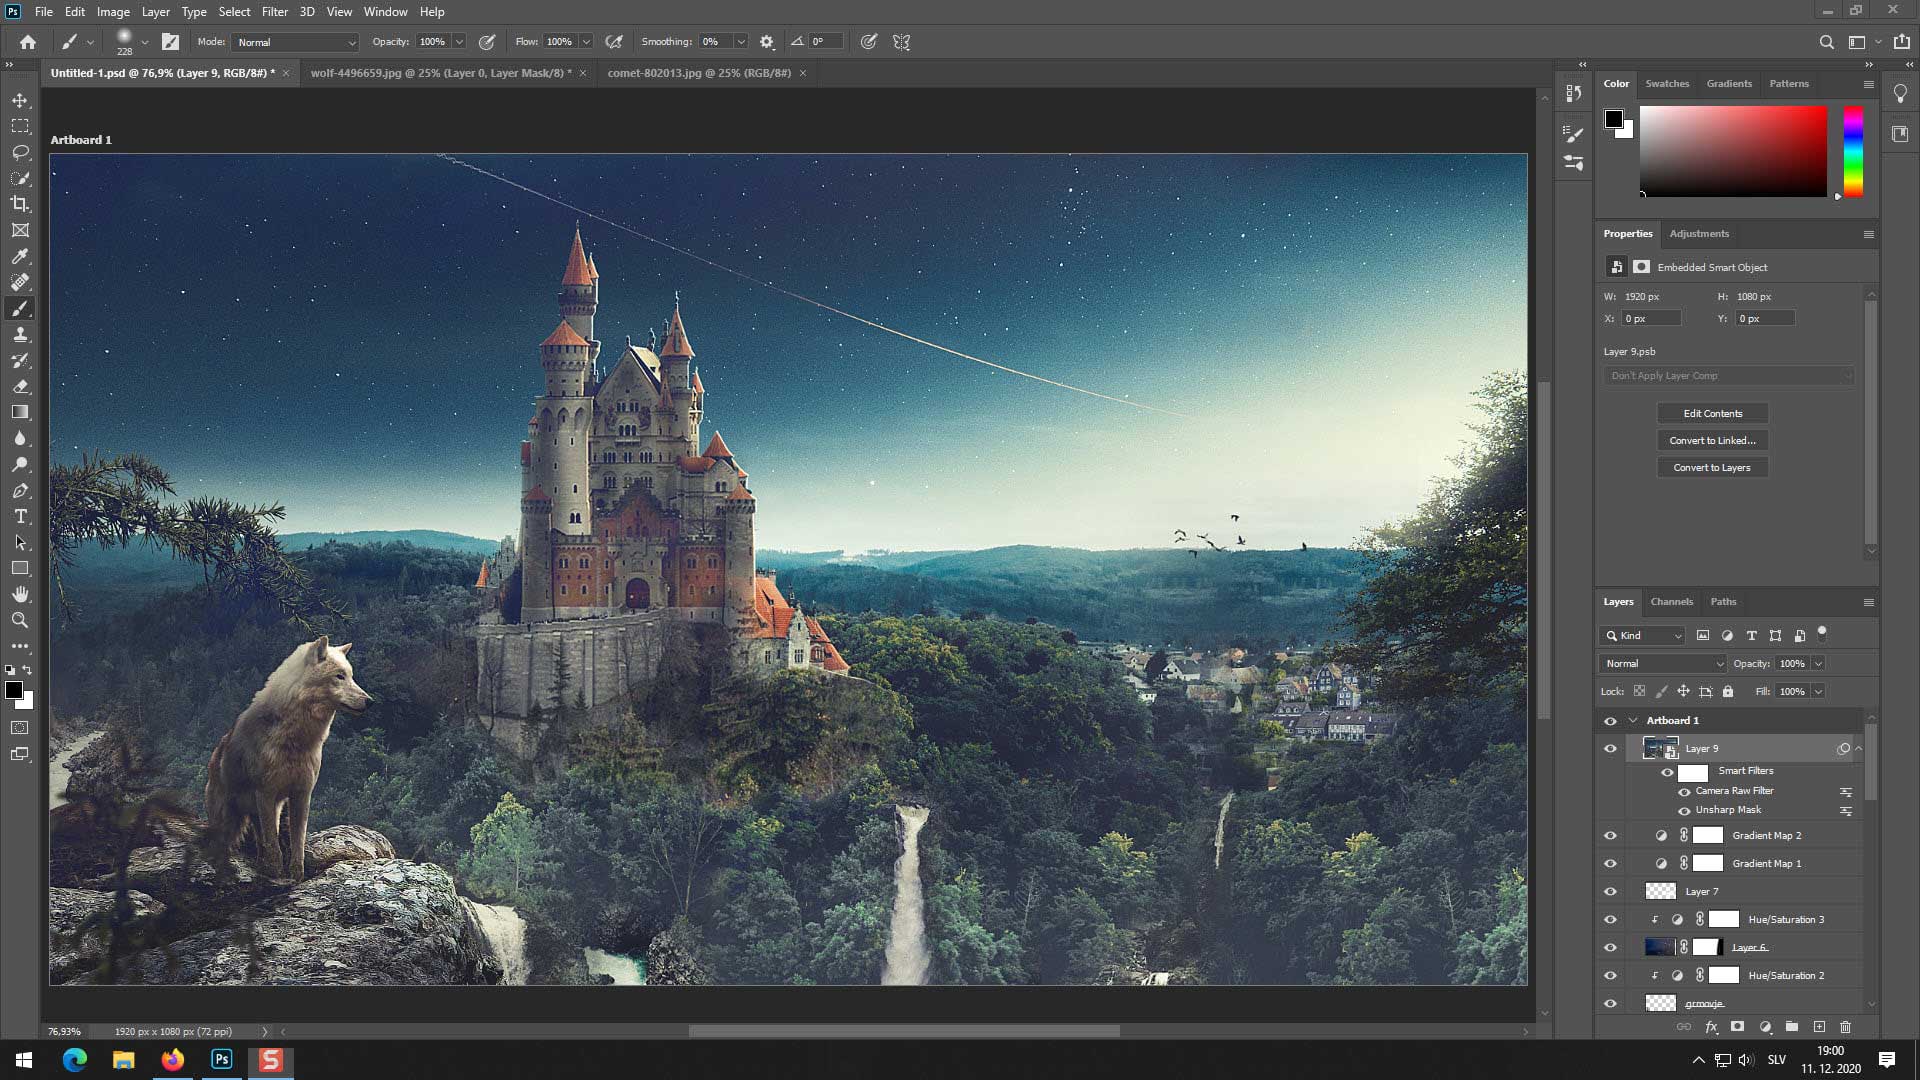 Ps File Edit Image Layer Type Select Filter 3D View Window Help
228 Mode: Normal Opacity: 100% Flow: 100% Smoothing: 0% 0°
Untitled-1.psd @ 76,9% (Layer 9, RGB/8#) * × wolf-4496659.jpg @ 25% (Layer 0, Layer Mask/8) * × comet-802013.jpg @ 25% (RGB/8#) ×
Artboard 1
Color Swatches Gradients Patterns
Properties Adjustments
Embedded Smart Object
W: 1920 px H: 1080 px
X: 0 px Y: 0 px
Layer 9.psb
Don't Apply Layer Comp
Edit Contents
Convert to Linked...
Convert to Layers
Layers Channels Paths
Kind
Normal Opacity: 100%
Lock: Fill: 100%
Artboard 1
Layer 9
Smart Filters
Camera Raw Filter
Unsharp Mask
Gradient Map 2
Gradient Map 1
Layer 7
Hue/Saturation 3
Layer 6
Hue/Saturation 2
grmovje
fx
76,93% 1920 px x 1080 px (72 ppi)
Ps S SLV 19:00
11. 12. 2020